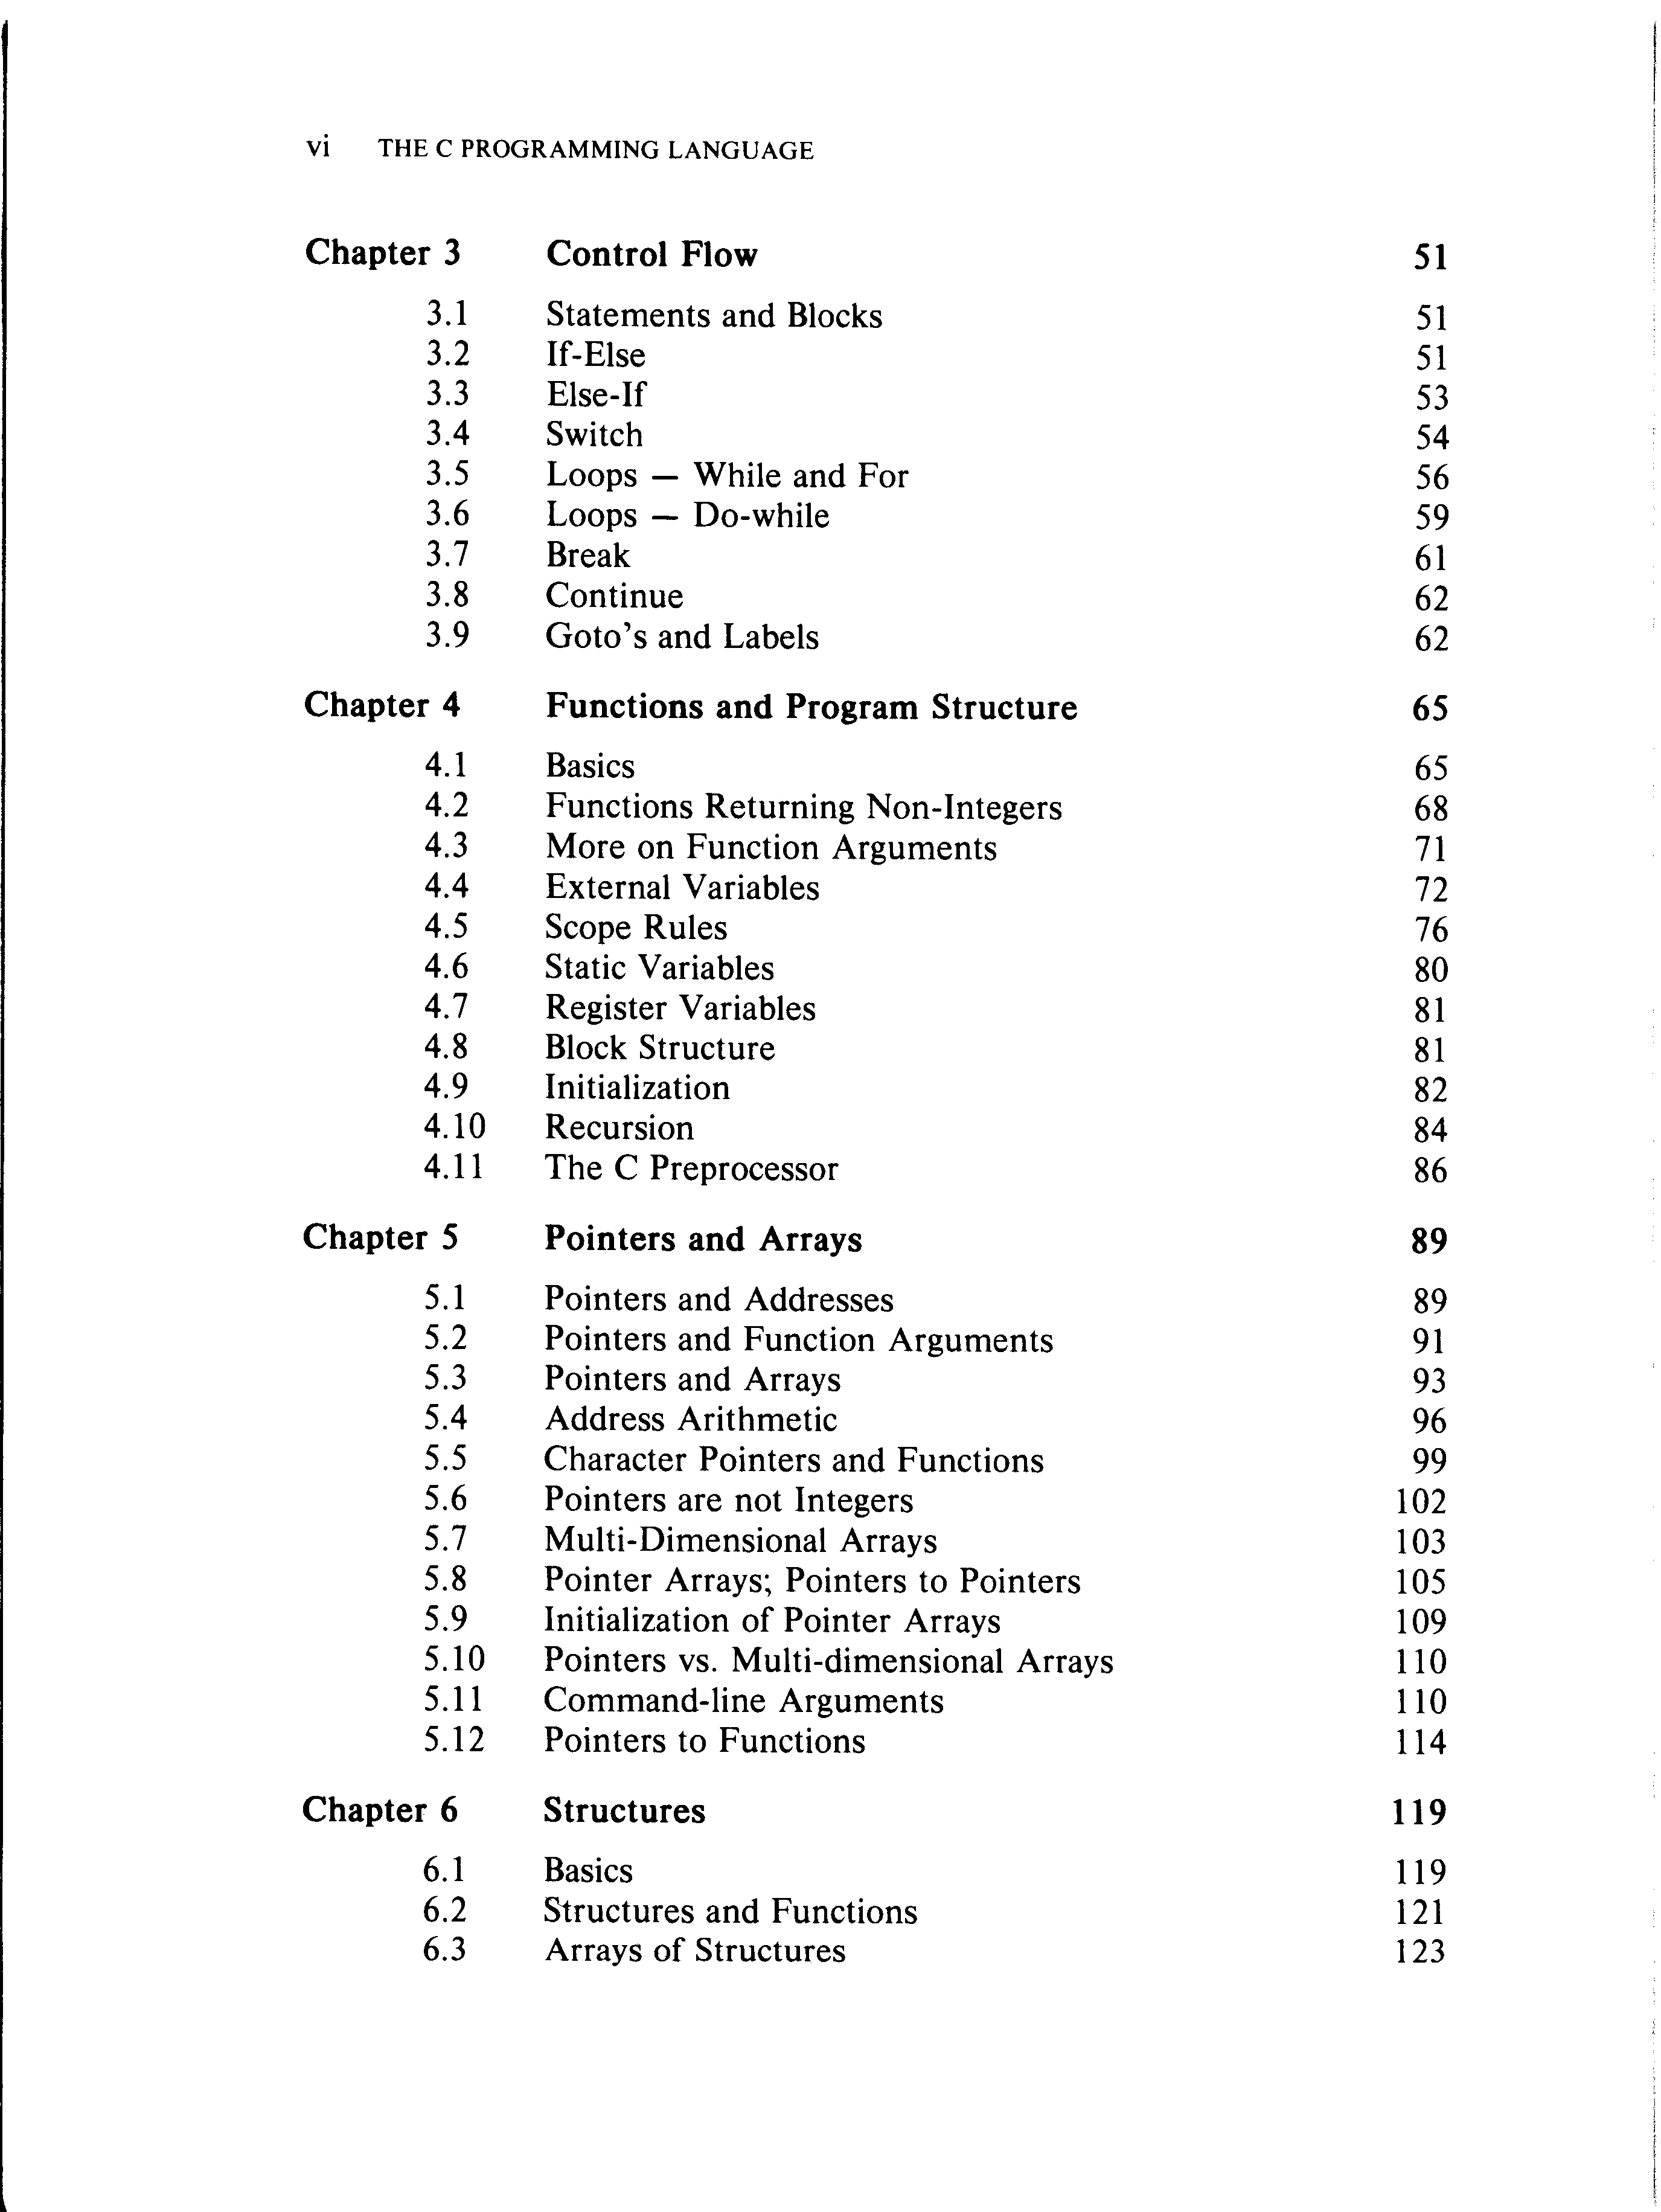 vi THE C PROGRAMMING LANGUAGE
Chapter 3 Control Flow 51
3.1 Statements and Blocks 51
3.2 If-Else 51
3.3 Else-If 53
3.4 Switch 54
3.5 Loops — While and For 56
3.6 Loops — Do-while 59
3.7 Break 61
3.8 Continue 62
3.9 Goto's and Labels 62
Chapter 4 Functions and Program Structure 65
4.1 Basics 65
4.2 Functions Returning Non-Integers 68
4.3 More on Function Arguments 71
4.4 External Variables 72
4.5 Scope Rules 76
4.6 Static Variables 80
4.7 Register Variables 81
4.8 Block Structure 81
4.9 Initialization 82
4.10 Recursion 84
4.11 The C Preprocessor 86
Chapter 5 Pointers and Arrays 89
5.1 Pointers and Addresses 89
5.2 Pointers and Function Arguments 91
5.3 Pointers and Arrays 93
5.4 Address Arithmetic 96
5.5 Character Pointers and Functions 99
5.6 Pointers are not Integers 102
5.7 Multi-Dimensional Arrays 103
5.8 Pointer Arrays; Pointers to Pointers 105
5.9 Initialization of Pointer Arrays 109
5.10 Pointers vs. Multi-dimensional Arrays 110
5.11 Command-line Arguments 110
5.12 Pointers to Functions 114
Chapter 6 Structures 119
6.1 Basics 119
6.2 Structures and Functions 121
6.3 Arrays of Structures 123